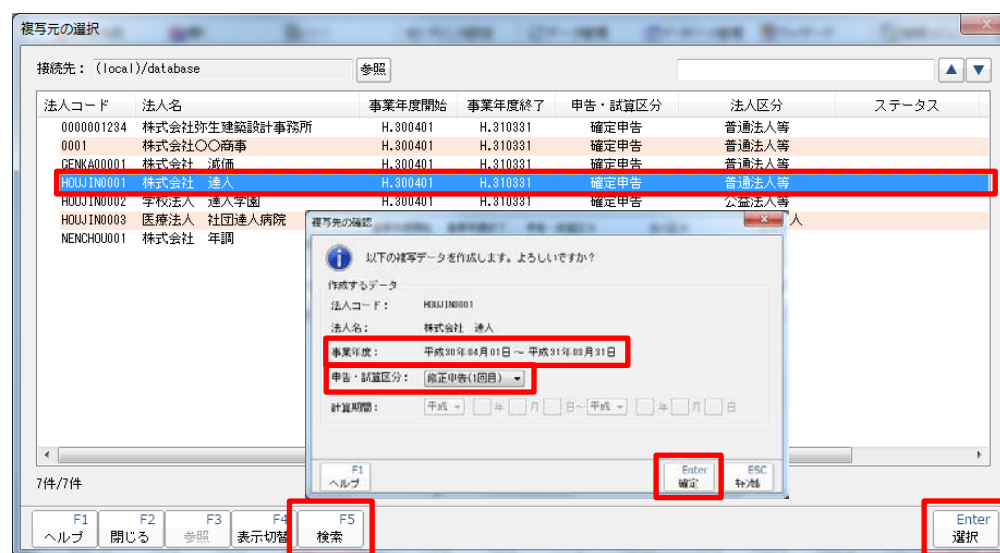 複写元の選択
接続先： (local)/database 参照
法人コード 法人名 事業年度開始 事業年度終了 申告・試算区分 法人区分 ステータス
0000001234 株式会社弥生建築設計事務所 H.300401 H.310331 確定申告 普通法人等
0001 株式会社〇〇商事 H.300401 H.310331 確定申告 普通法人等
GENKA00001 株式会社 減価 H.300401 H.310331 確定申告 普通法人等
HOUJIN0001 株式会社 達人 H.300401 H.310331 確定申告 普通法人等
HOUJIN0002 学校法人 達人学園 H.300401 H.310331 確定申告 公益法人等
HOUJIN0003 医療法人 社団達人病院 人
NENCHOU001 株式会社 年調
複写先の確認
以下の複写データを作成します。よろしいですか？
作成するデータ
法人コード： HOUJIN0001
法人名： 株式会社 達人
事業年度： 平成30年04月01日～平成31年03月31日
申告・試算区分： 修正申告(1回目)
計算期間： 平成 年 月 日～平成 年 月 日
F1 ヘルプ
Enter 確定
ESC ｷｬﾝｾﾙ
7件/7件
F1 ヘルプ
F2 閉じる
F3 参照
F4 表示切替
F5 検索
Enter 選択